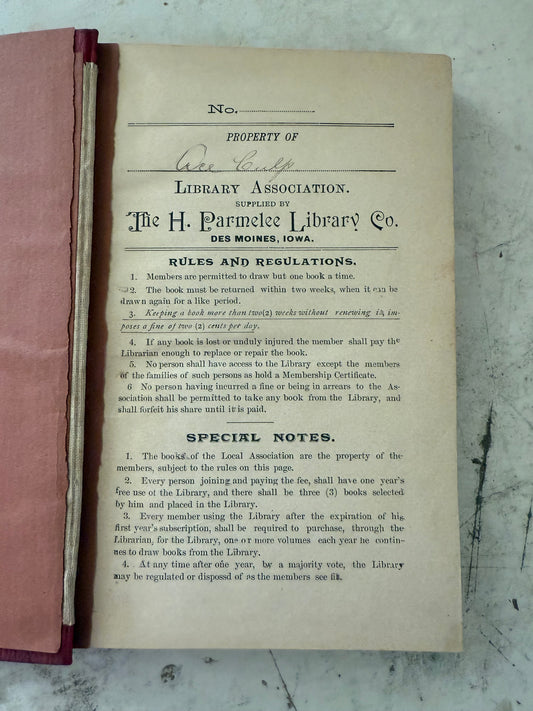 No.
PROPERTY OF
Ace Culp
LIBRARY ASSOCIATION.
SUPPLIED BY
The H. Parmelee Library Co.
DES MOINES, IOWA.
RULES AND REGULATIONS.
1. Members are permitted to draw but one book a time.
2. The book must be returned within two weeks, when it can be
drawn again for a like period.
3. Keeping a book more than two (2) weeks without renewing it, im-
poses a fine of two (2) cents per day.
4. If any book is lost or unduly injured the member shall pay the
Librarian enough to replace or repair the book.
5. No person shall have access to the Library except the members
of the families of such persons as hold a Membership Certificate.
6 No person having incurred a fine or being in arrears to the As-
sociation shall be permitted to take any book from the Library, and
shall forfeit his share until it is paid.
SPECIAL NOTES.
1. The books of the Local Association are the property of the
members, subject to the rules on this page.
2. Every person joining and paying the fee, shall have one year's
free use of the Library, and there shall be three (3) books selected
by him and placed in the Library.
3. Every member using the Library after the expiration of his
first year's subscription, shall be required to purchase, through the
Librarian, for the Library, one or more volumes each year he contin-
ues to draw books from the Library.
4. At any time after one year, by a majority vote, the Library
may be regulated or disposd of as the members see fit.